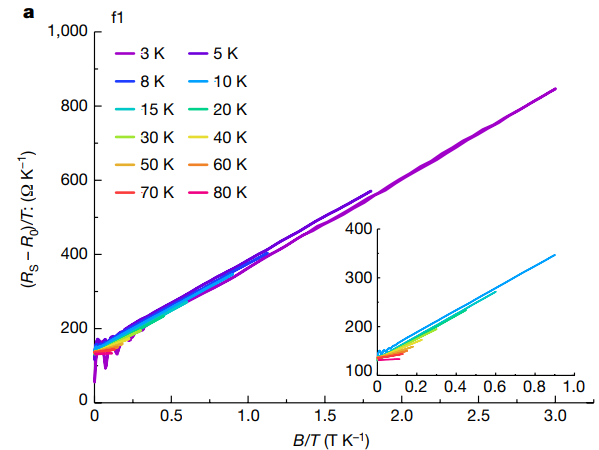 a
f1
1,000
800
600
400
200
0
(R_S − R_0)/T: (Ω K⁻¹)
3 K 5 K
8 K 10 K
15 K 20 K
30 K 40 K
50 K 60 K
70 K 80 K
400
300
200
100
0 0.2 0.4 0.6 0.8 1.0
0 0.5 1.0 1.5 2.0 2.5 3.0
B/T (T K⁻¹)